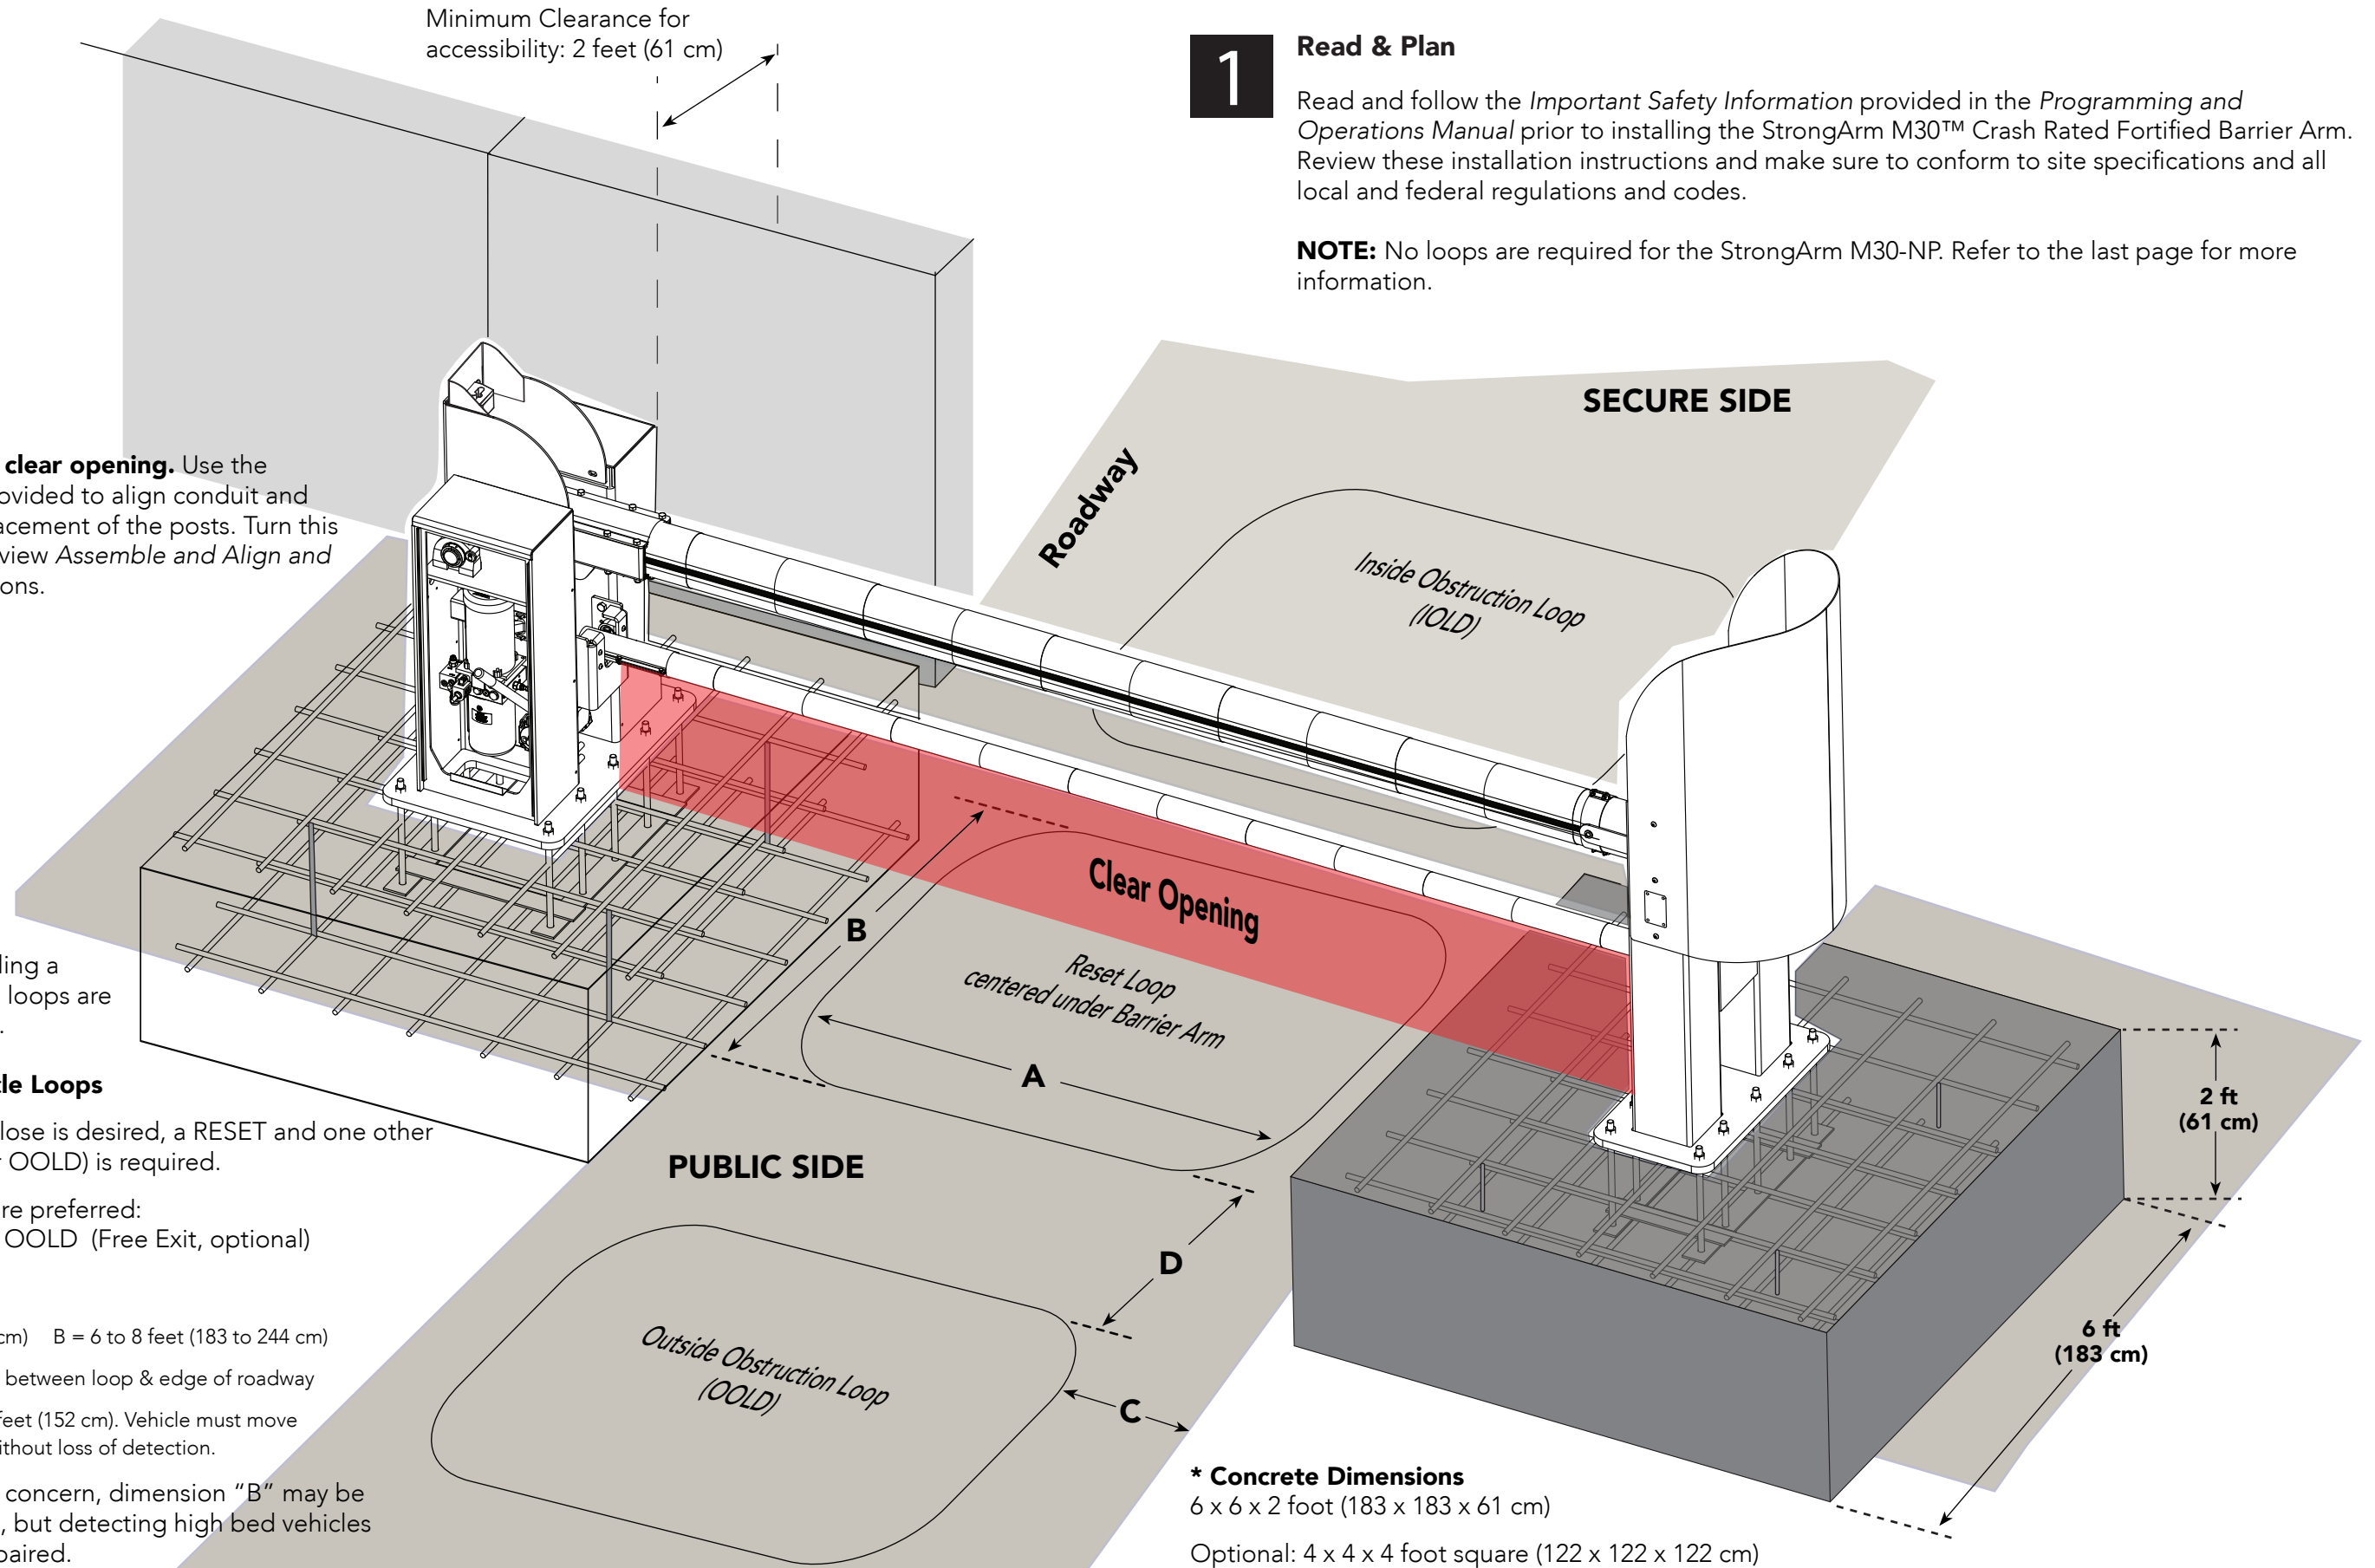 Minimum Clearance for
accessibility: 2 feet (61 cm)
1
Read & Plan
Read and follow the Important Safety Information provided in the Programming and
Operations Manual prior to installing the StrongArm M30™ Crash Rated Fortified Barrier Arm.
Review these installation instructions and make sure to conform to site specifications and all
local and federal regulations and codes.
NOTE: No loops are required for the StrongArm M30-NP. Refer to the last page for more
information.
SECURE SIDE
Roadway
Inside Obstruction Loop
(IOLD)
clear opening. Use the
ovided to align conduit and
acement of the posts. Turn this
view Assemble and Align and
ons.
Clear Opening
B
Reset Loop
centered under Barrier Arm
A
ling a
loops are
.
le Loops
lose is desired, a RESET and one other
r OOLD) is required.
re preferred:
OOLD (Free Exit, optional)
cm) B = 6 to 8 feet (183 to 244 cm)
between loop & edge of roadway
feet (152 cm). Vehicle must move
ithout loss of detection.
concern, dimension “B” may be
, but detecting high bed vehicles
paired.
PUBLIC SIDE
D
Outside Obstruction Loop
(OOLD)
C
2 ft
(61 cm)
6 ft
(183 cm)
* Concrete Dimensions
6 x 6 x 2 foot (183 x 183 x 61 cm)
Optional: 4 x 4 x 4 foot square (122 x 122 x 122 cm)